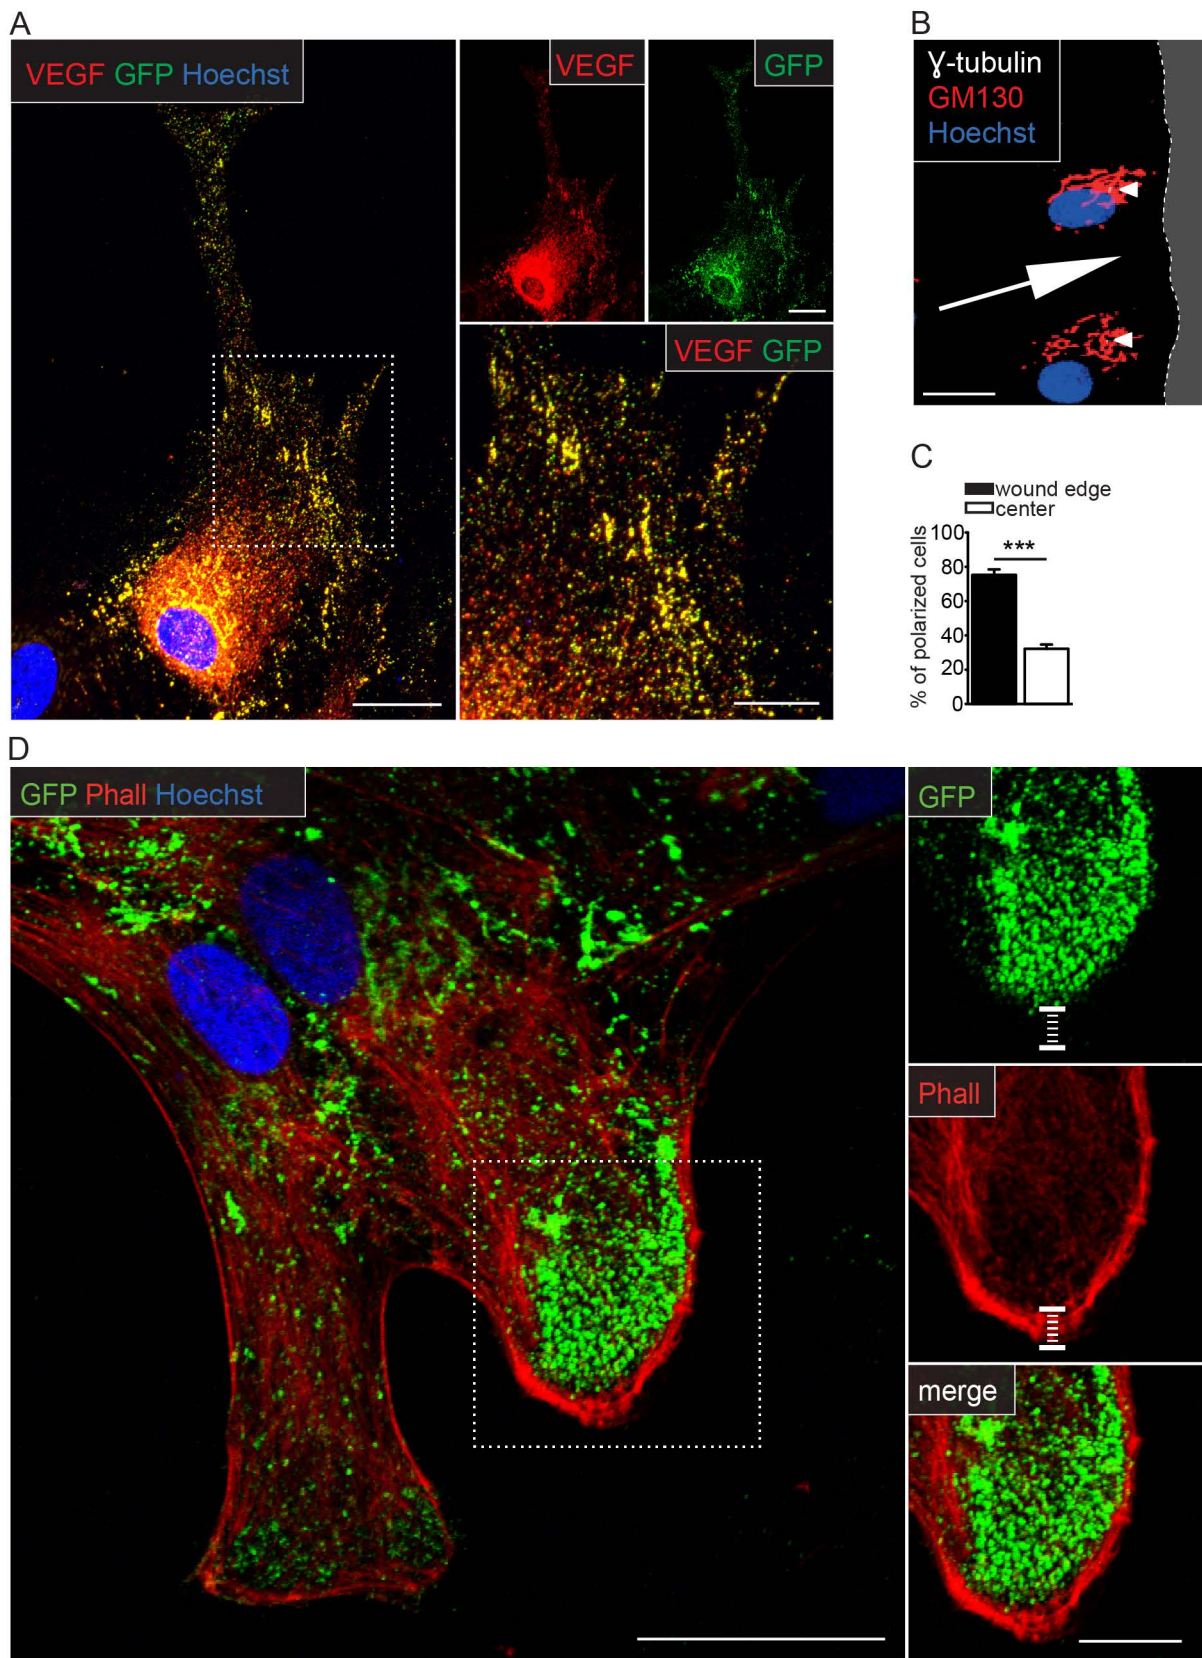 A
VEGF GFP Hoechst
VEGF
GFP
VEGF GFP
B
Ɣ-tubulin
GM130
Hoechst
C
wound edge
center
% of polarized cells
100
80
60
40
20
0
***
D
GFP Phall Hoechst
GFP
Phall
merge